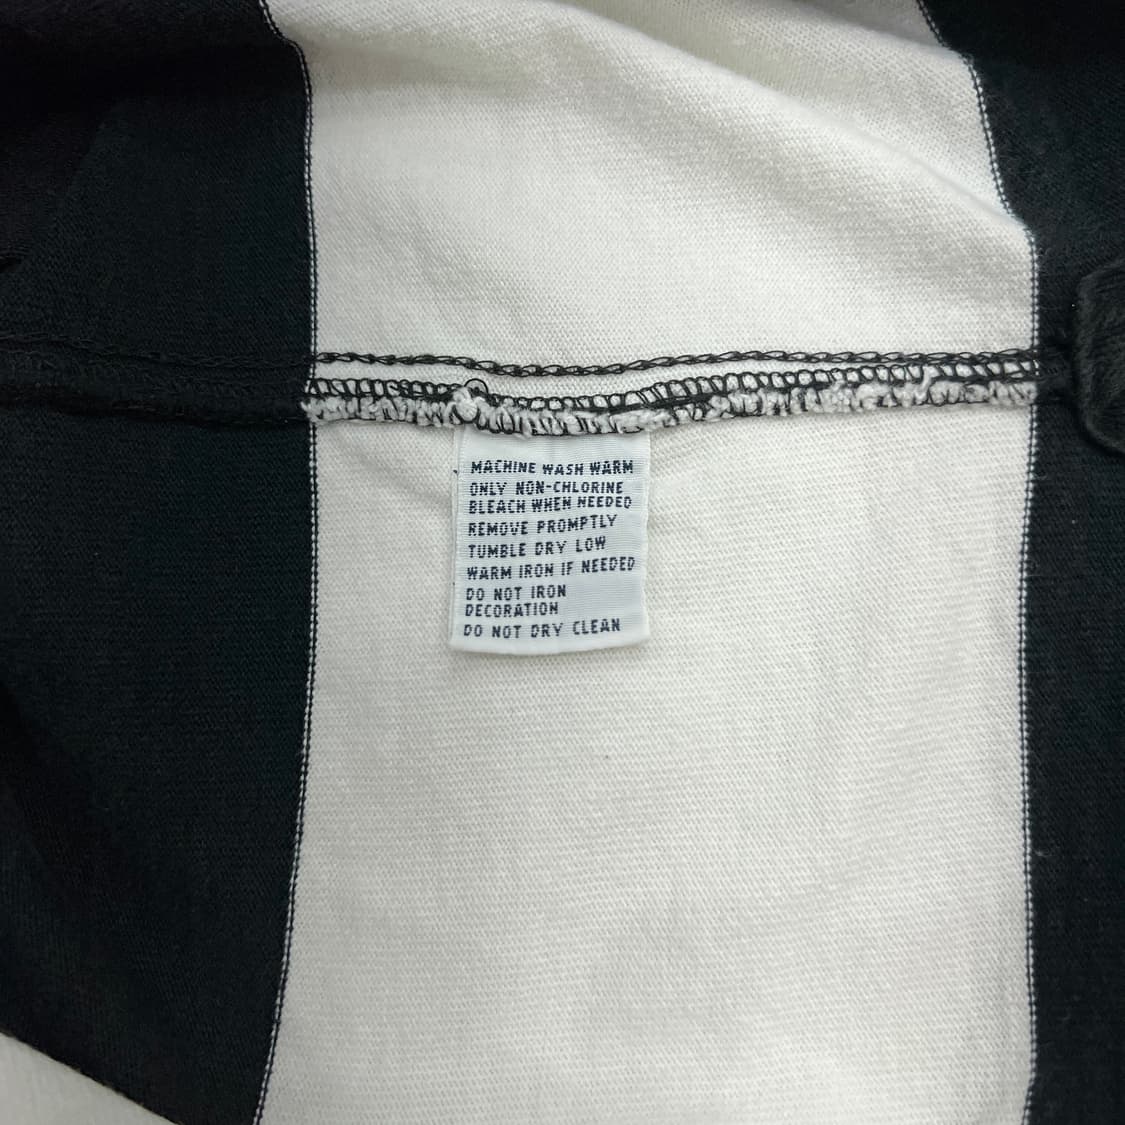 MACHINE WASH WARM
ONLY NON-CHLORINE
BLEACH WHEN NEEDED
REMOVE PROMPTLY
TUMBLE DRY LOW
WARM IRON IF NEEDED
DO NOT IRON
DECORATION
DO NOT DRY CLEAN